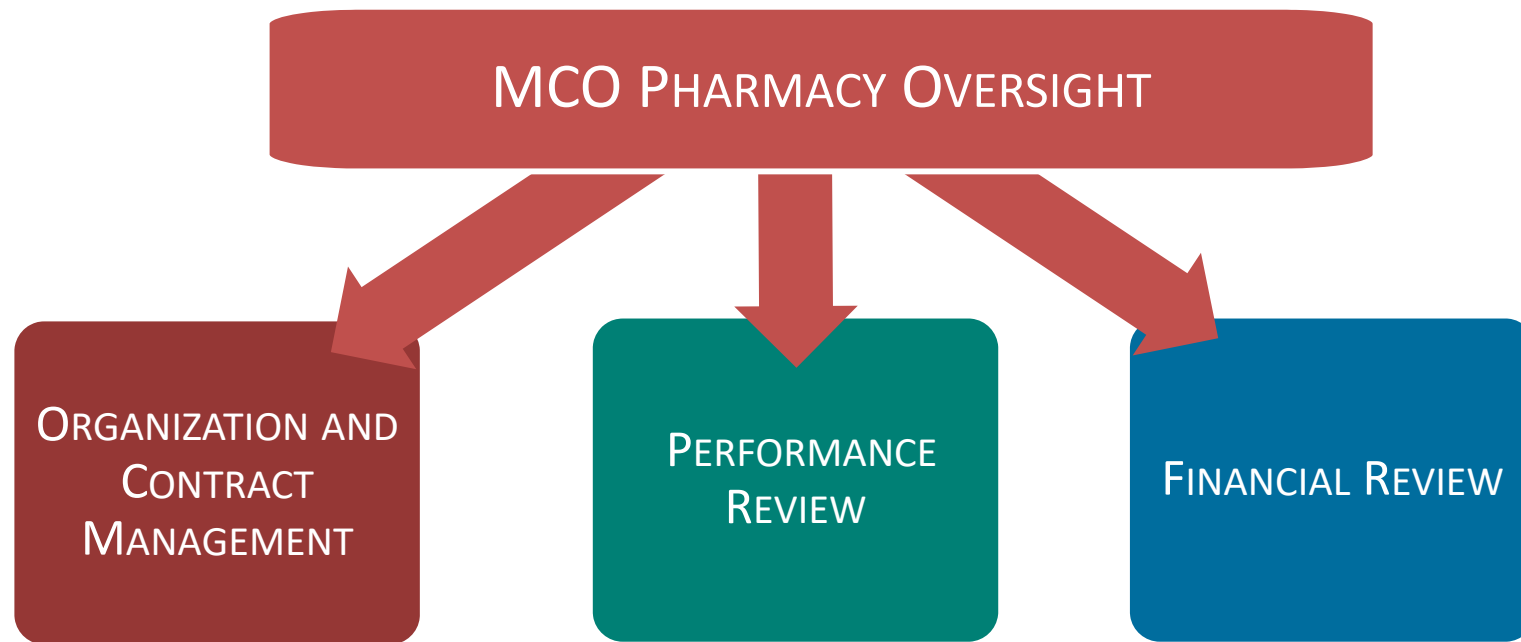 MCO PHARMACY OVERSIGHT
ORGANIZATION AND
CONTRACT
MANAGEMENT
PERFORMANCE
REVIEW
FINANCIAL REVIEW